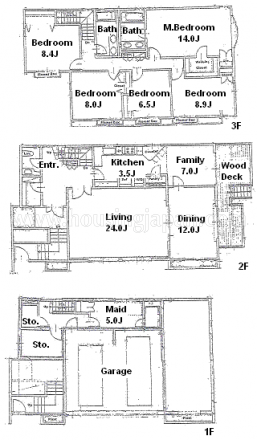 Bath
Bath
M.Bedroom
14.0J
Bedroom
8.4J
Bedroom
8.0J
Bedroom
6.5J
Bedroom
8.9J
3F
Entr.
Kitchen
3.5J
Family
7.0J
Wood
Deck
Living
24.0J
Dining
12.0J
2F
Sto.
Maid
5.0J
Sto.
Garage
1F